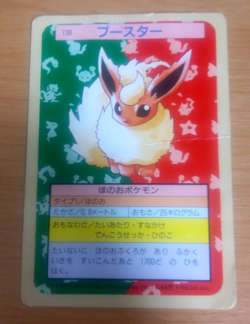 136 ブースター
ほのおポケモン
タイプ/ほのお
たかさ/0.9メートル おもさ/25キログラム
おもなわざ/たいあたり・すなかけ
でんこうせっか・ひのこ
たいないに ほのおぶくろが あり ふかく
いきを すいこんだあと 1700ど の ひを
はく。